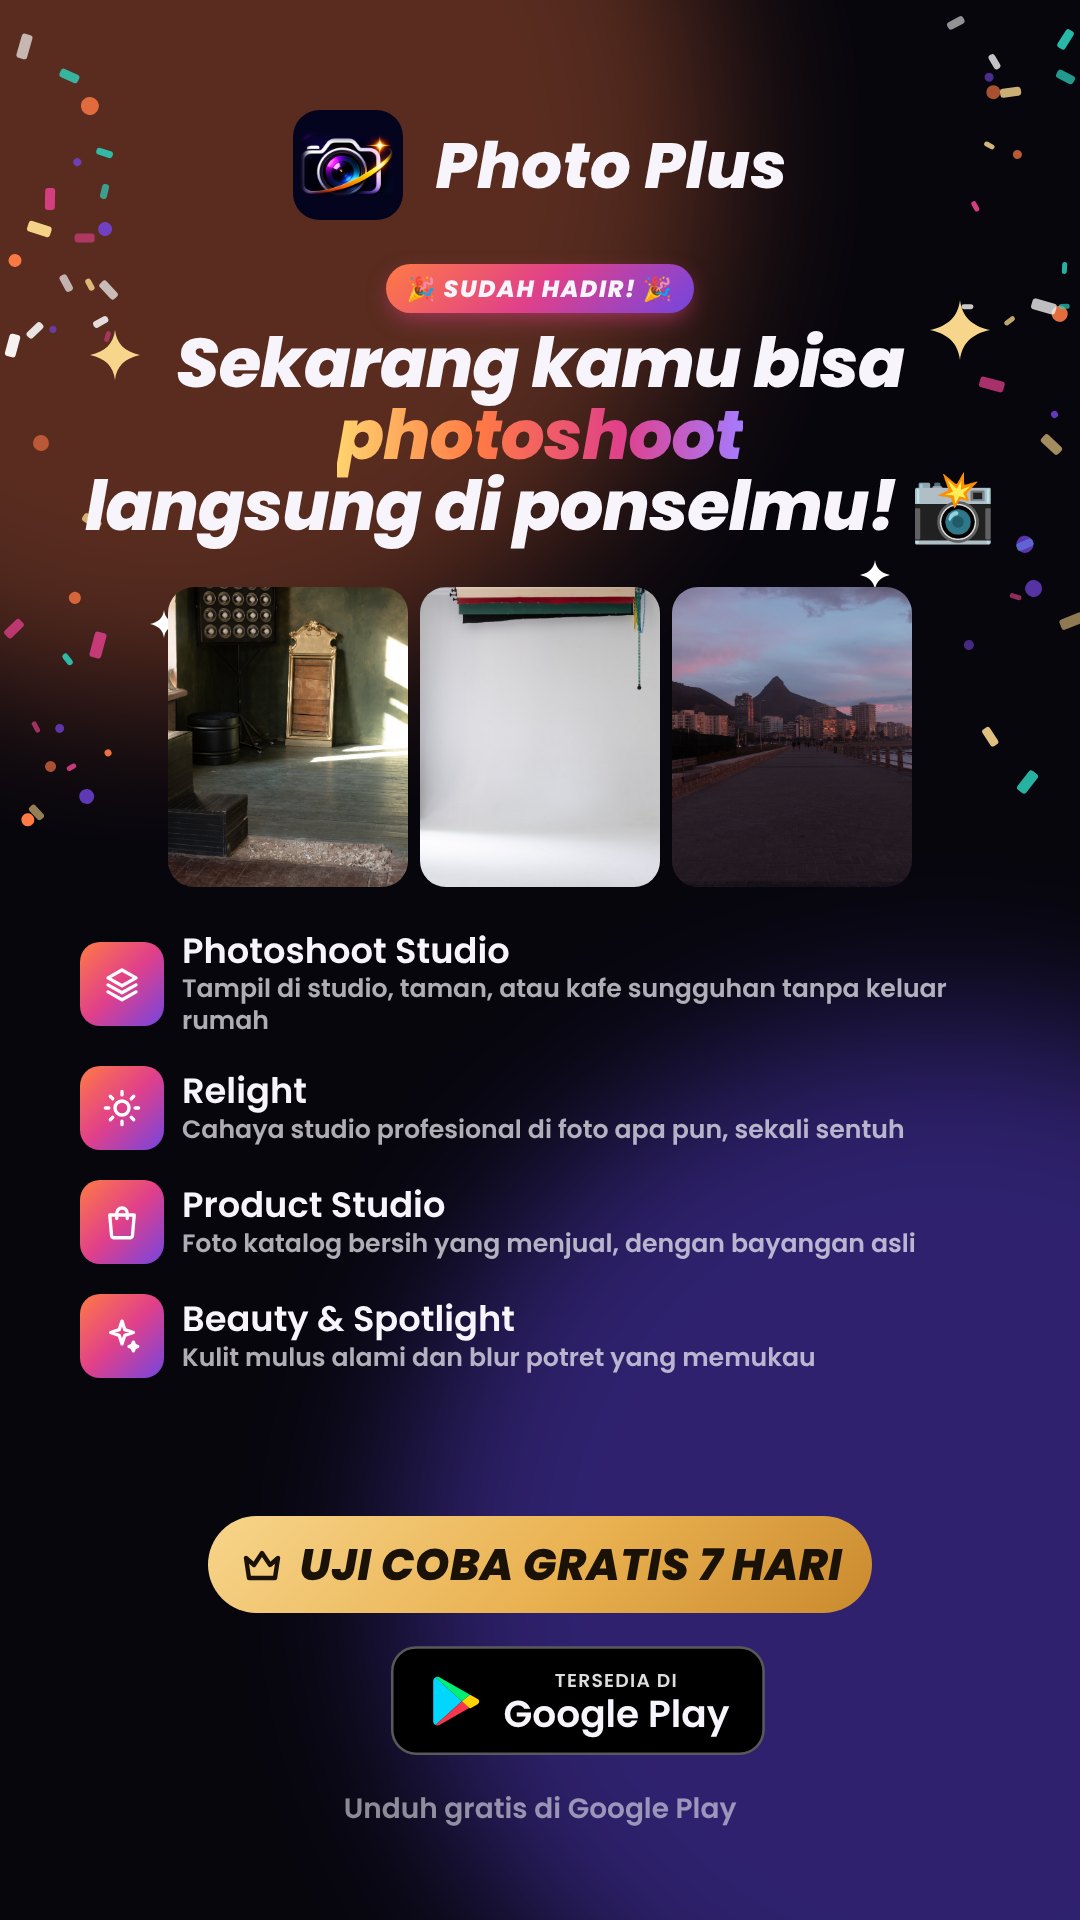 Photo Plus
🎉 SUDAH HADIR! 🎉
Sekarang kamu bisa
photoshoot
langsung di ponselmu! 📸
Photoshoot Studio
Tampil di studio, taman, atau kafe sungguhan tanpa keluar
rumah
Relight
Cahaya studio profesional di foto apa pun, sekali sentuh
Product Studio
Foto katalog bersih yang menjual, dengan bayangan asli
Beauty & Spotlight
Kulit mulus alami dan blur potret yang memukau
UJI COBA GRATIS 7 HARI
TERSEDIA DI
Google Play
Unduh gratis di Google Play